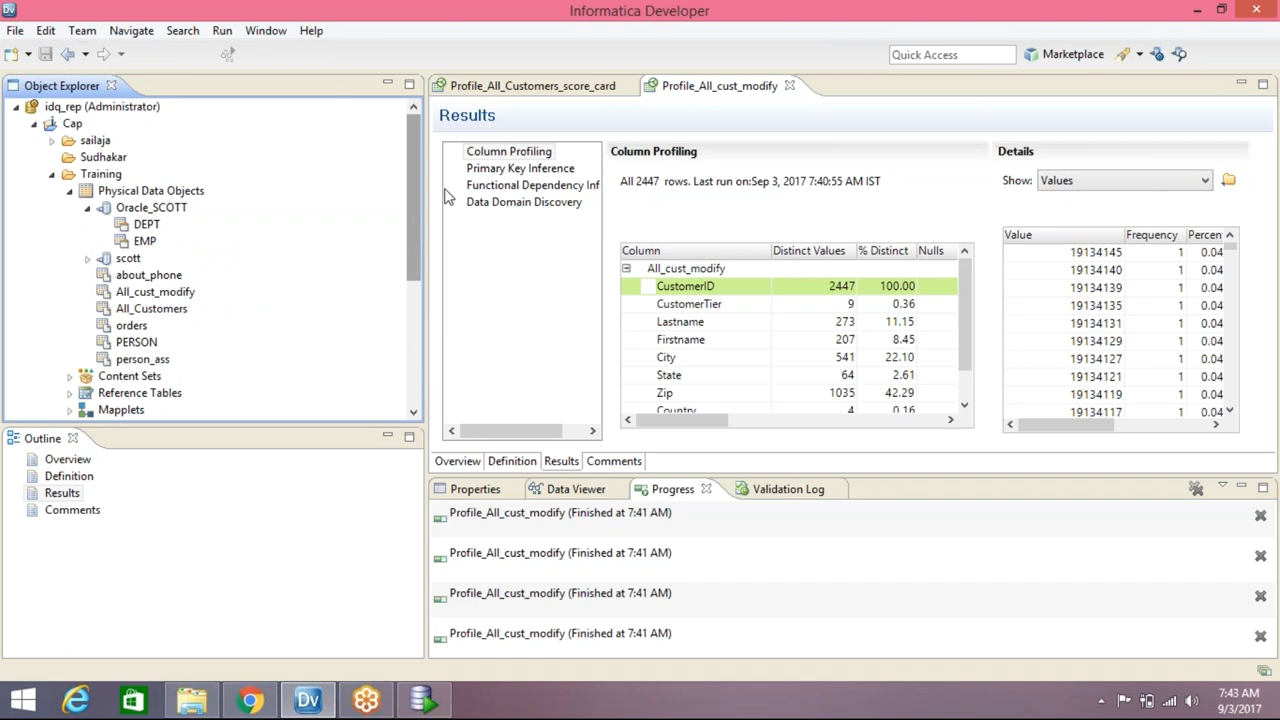 Dv
Informatica Developer
File Edit Team Navigate Search Run Window Help
Quick Access
Marketplace
Object Explorer
idq_rep (Administrator)
Cap
sailaja
Sudhakar
Training
Physical Data Objects
Oracle_SCOTT
DEPT
EMP
scott
about_phone
All_cust_modify
All_Customers
orders
PERSON
person_ass
Content Sets
Reference Tables
Mapplets
Outline
Overview
Definition
Results
Comments
Profile_All_Customers_score_card
Profile_All_cust_modify
Results
Column Profiling
Primary Key Inference
Functional Dependency Inf
Data Domain Discovery
Column Profiling
All 2447 rows. Last run on:Sep 3, 2017 7:40:55 AM IST
Column Distinct Values % Distinct Nulls
All_cust_modify
CustomerID 2447 100.00
CustomerTier 9 0.36
Lastname 273 11.15
Firstname 207 8.45
City 541 22.10
State 64 2.61
Zip 1035 42.29
Country 4 0.16
Details
Show: Values
Value Frequency Percen
19134145 1 0.04
19134140 1 0.04
19134139 1 0.04
19134135 1 0.04
19134131 1 0.04
19134129 1 0.04
19134127 1 0.04
19134121 1 0.04
19134119 1 0.04
19134117 1 0.04
Overview Definition Results Comments
Properties Data Viewer Progress Validation Log
Profile_All_cust_modify (Finished at 7:41 AM)
Profile_All_cust_modify (Finished at 7:41 AM)
Profile_All_cust_modify (Finished at 7:41 AM)
Profile_All_cust_modify (Finished at 7:41 AM)
Dv
7:43 AM
9/3/2017